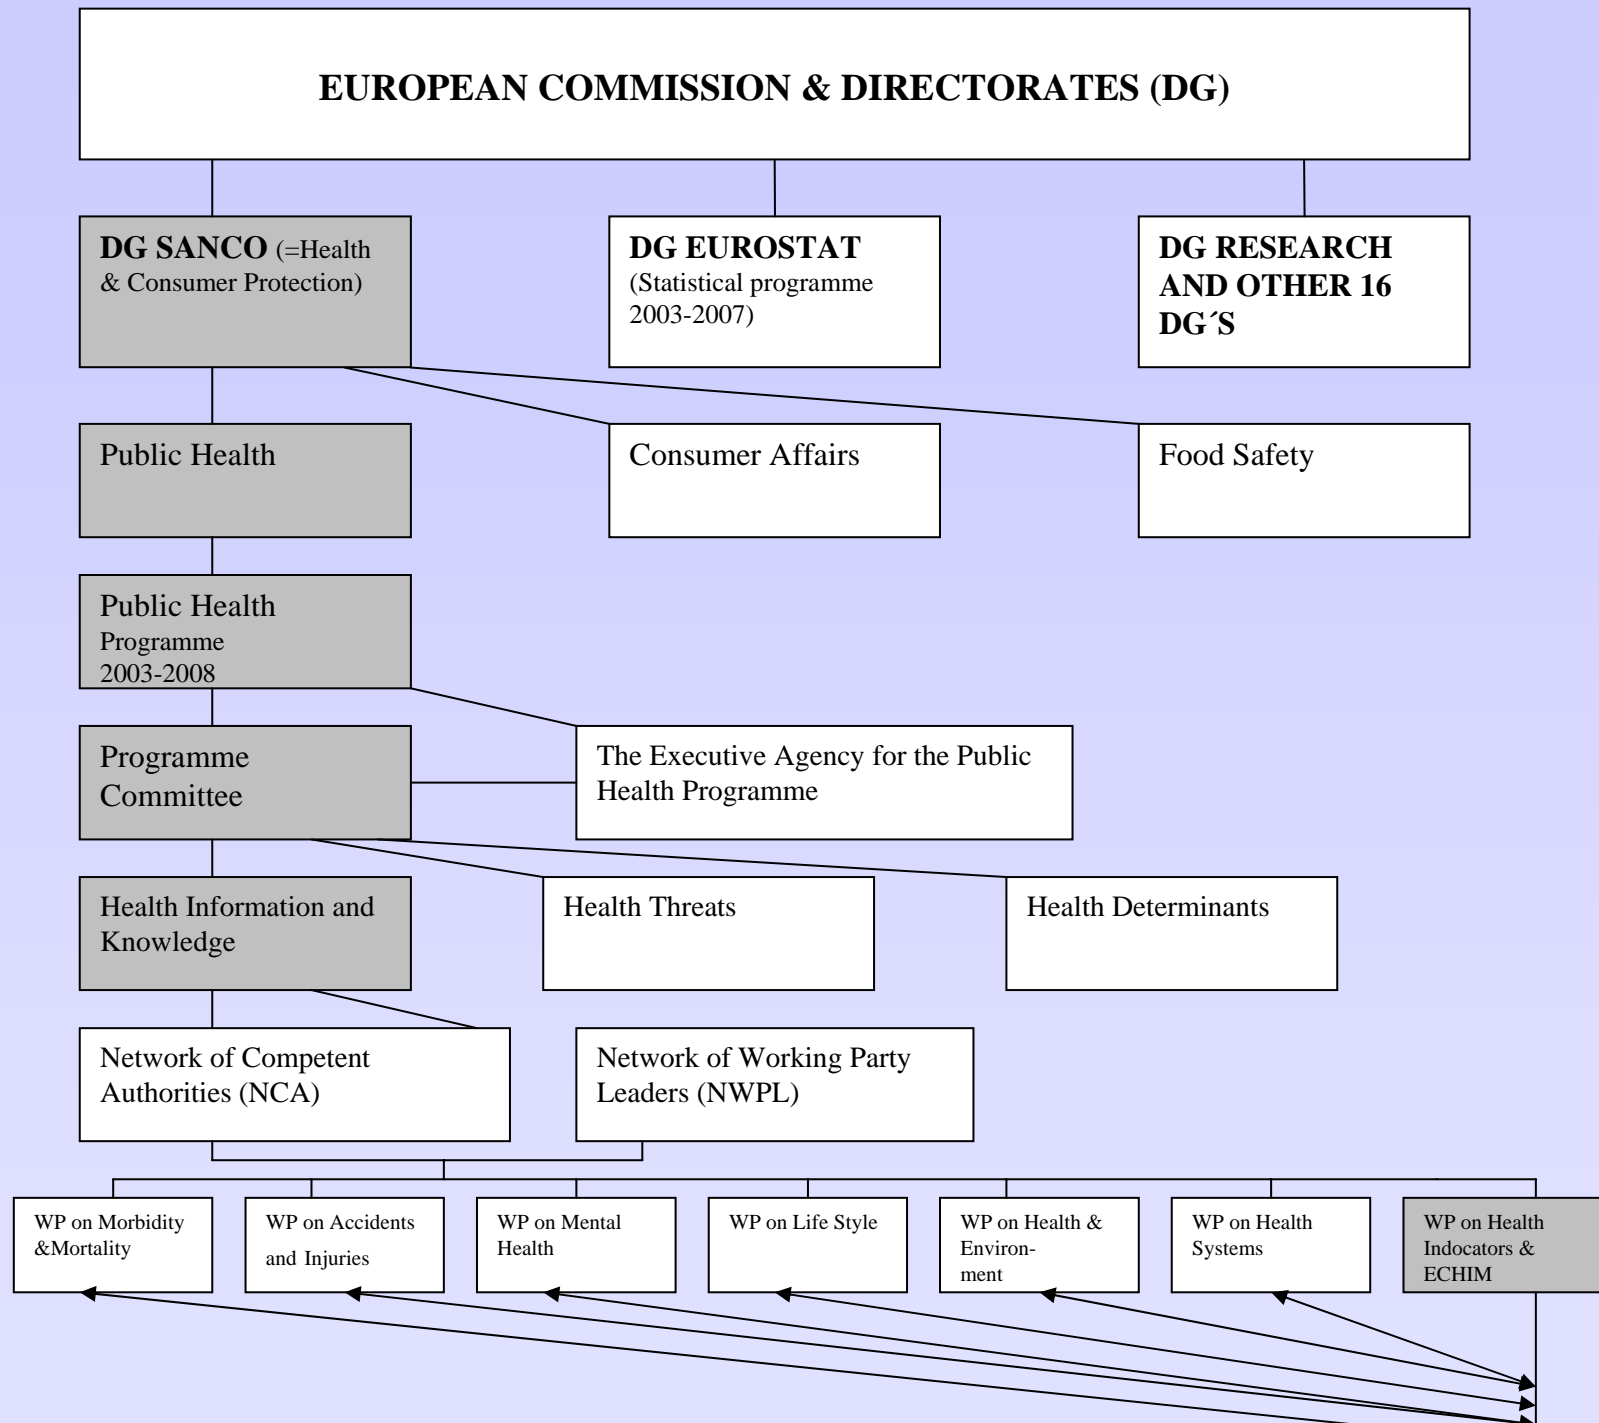 EUROPEAN COMMISSION & DIRECTORATES (DG)
DG SANCO (=Health
& Consumer Protection)
DG EUROSTAT
(Statistical programme
2003-2007)
DG RESEARCH
AND OTHER 16
DG´S
Public Health
Consumer Affairs
Food Safety
Public Health
Programme
2003-2008
Programme
Committee
The Executive Agency for the Public
Health Programme
Health Information and
Knowledge
Health Threats
Health Determinants
Network of Competent
Authorities (NCA)
Network of Working Party
Leaders (NWPL)
WP on Morbidity
&Mortality
WP on Accidents
and Injuries
WP on Mental
Health
WP on Life Style
WP on Health &
Environ-
ment
WP on Health
Systems
WP on Health
Indocators &
ECHIM